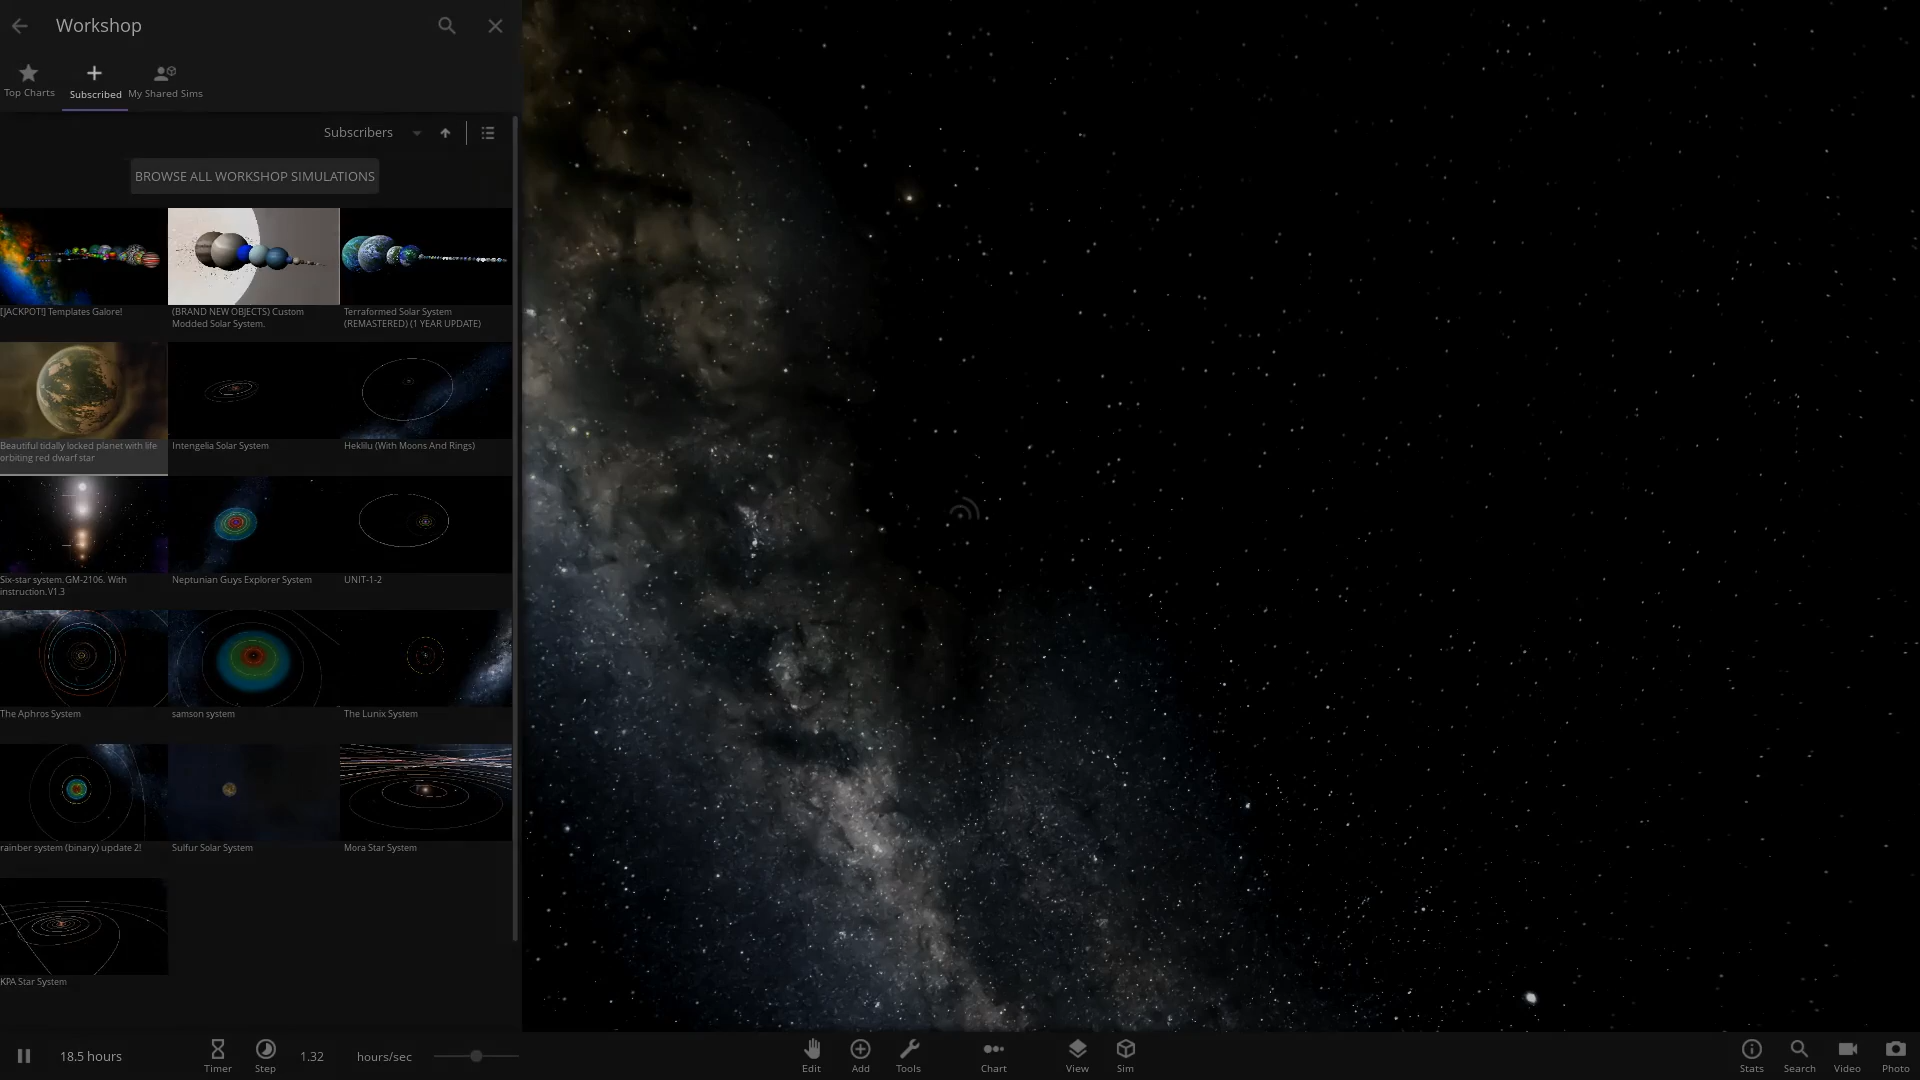 Workshop
Top Charts
Subscribed
My Shared Sims
Subscribers
BROWSE ALL WORKSHOP SIMULATIONS
[JACKPOT!] Templates Galore!
(BRAND NEW OBJECTS) Custom
Modded Solar System.
Terraformed Solar System
(REMASTERED) (1 YEAR UPDATE)
Beautiful tidally locked planet with life
orbiting red dwarf star
Intengelia Solar System
Heklilu (With Moons And Rings)
Six-star system.GM-2106. With
instruction.V1.3
Neptunian Guys Explorer System
UNIT-1-2
The Aphros System
samson system
The Lunix System
rainber system (binary) update 2!
Sulfur Solar System
Mora Star System
KPA Star System
18.5 hours
Timer
Step
1.32
hours/sec
Edit
Add
Tools
Chart
View
Sim
Stats
Search
Video
Photo